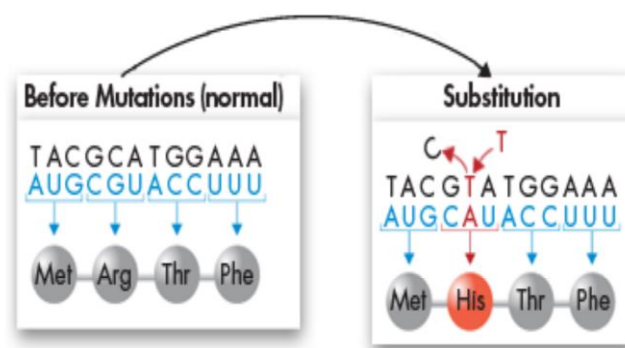 Before Mutations (normal)
TACGCATGGAAA
AUGCGUACCUUU
Met Arg Thr Phe
Substitution
C T
TACGTATGGAAA
AUGCAUACCUUU
Met His Thr Phe